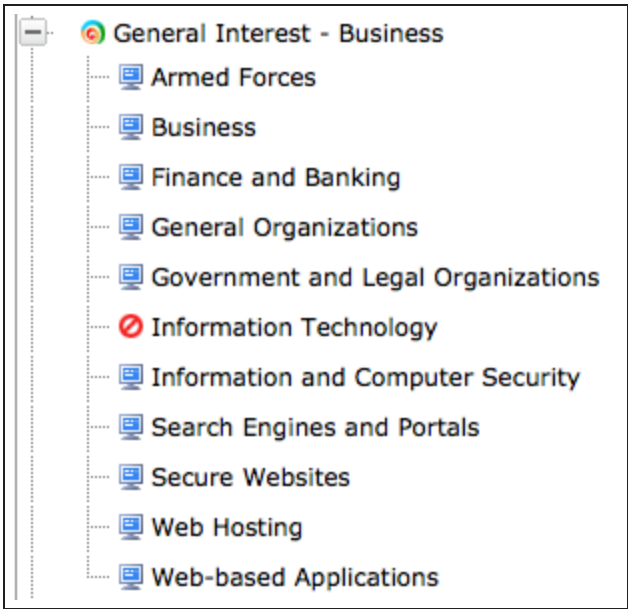 General Interest - Business
Armed Forces
Business
Finance and Banking
General Organizations
Government and Legal Organizations
Information Technology
Information and Computer Security
Search Engines and Portals
Secure Websites
Web Hosting
Web-based Applications